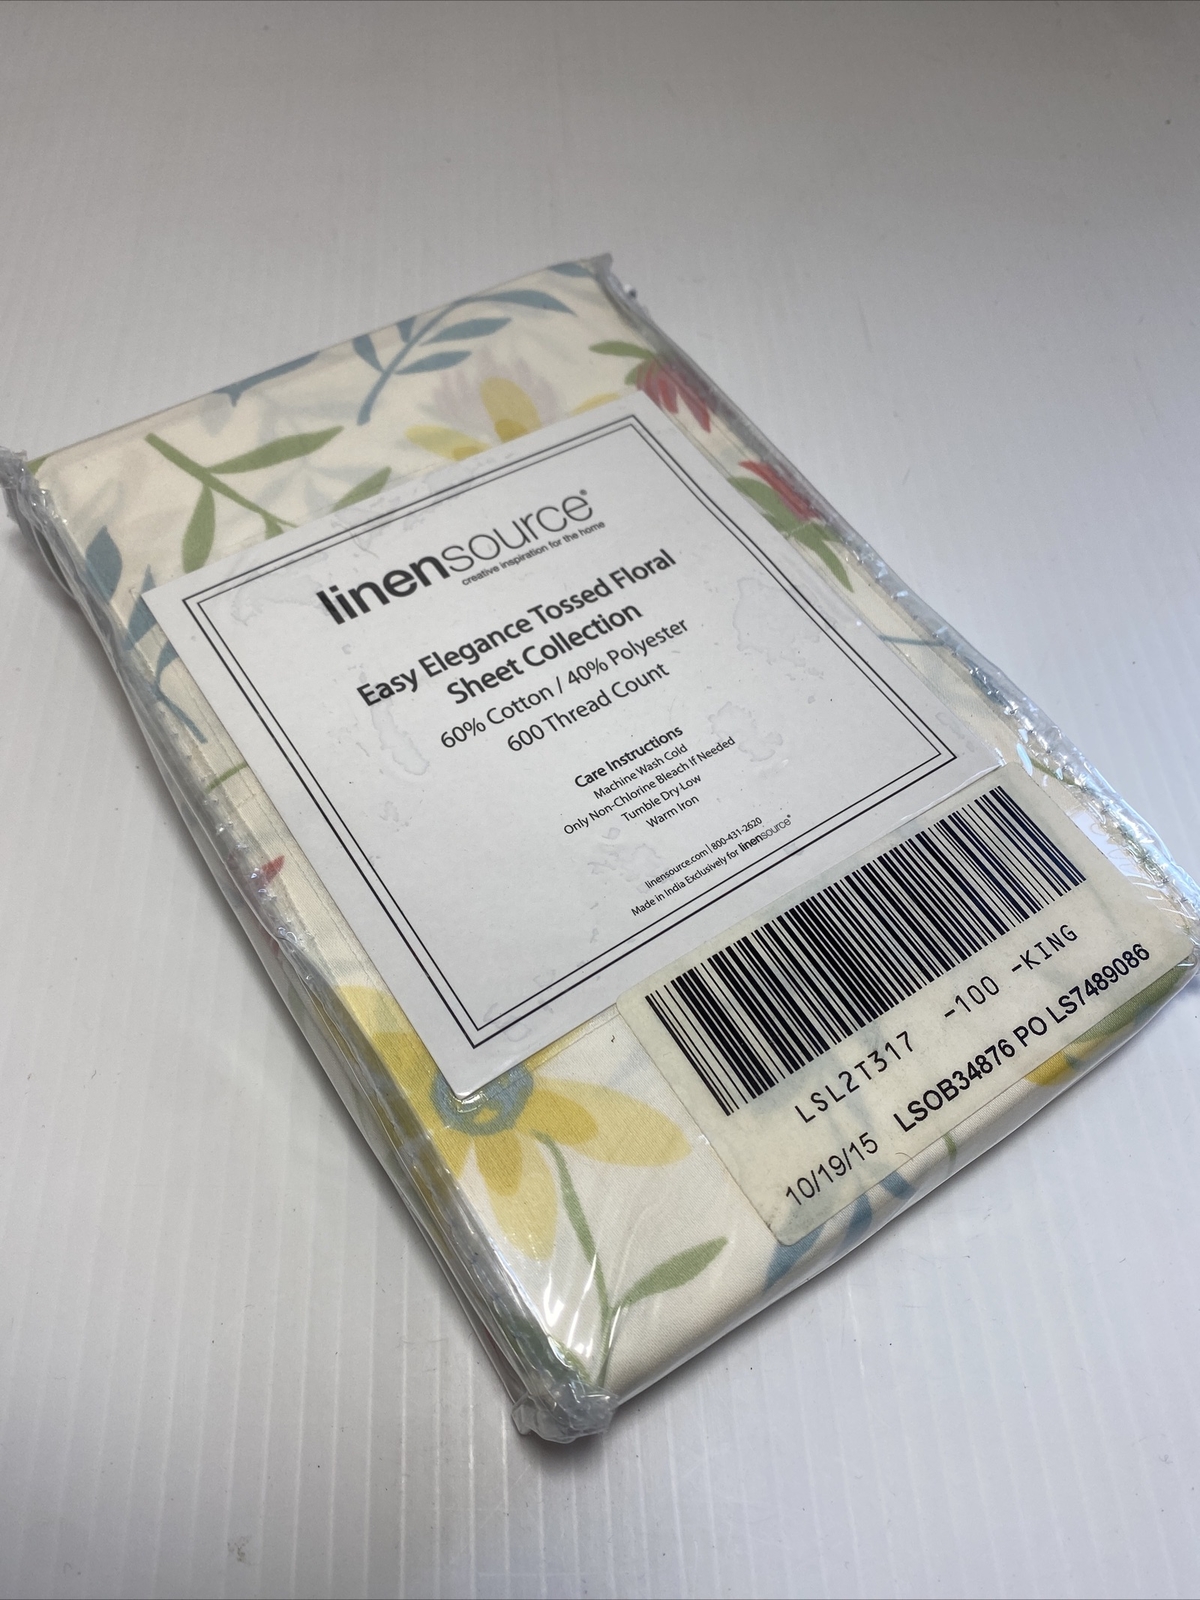 linensource®
creative inspiration for the home
Easy Elegance Tossed Floral
Sheet Collection
60% Cotton / 40% Polyester
600 Thread Count
Care Instructions
Machine Wash Cold
Only Non-Chlorine Bleach If Needed
Tumble Dry-Low
Warm Iron
linensource.com | 800-431-2620
Made in India Exclusively for linensource®
LSL2T317 -100 -KING
10/19/15 LSOB34876 PO LS7489086